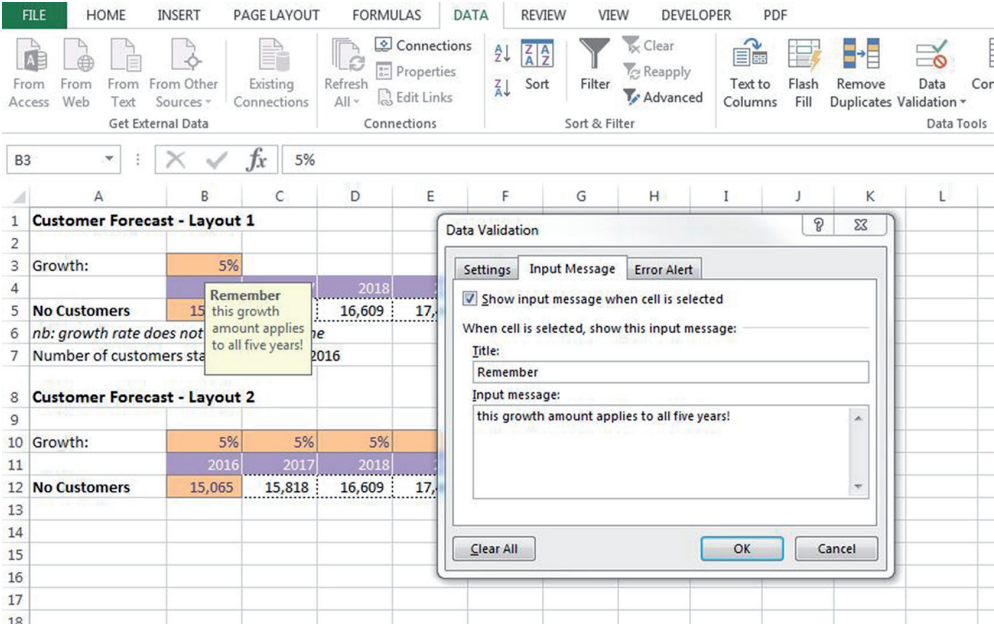 FILE HOME INSERT PAGE LAYOUT FORMULAS DATA REVIEW VIEW DEVELOPER PDF
From Access
From Web
From Text
From Other Sources
Existing Connections
Refresh All
Connections
Properties
Edit Links
Sort
Filter
Clear
Reapply
Advanced
Text to Columns
Flash Fill
Remove Duplicates
Data Validation
Get External Data Connections Sort & Filter Data Tools
B3 fx 5%
A B C D E F G H I J K L
1 Customer Forecast - Layout 1
2
3 Growth: 5%
4 2018
5 No Customers 15 16,609 17,
6 nb: growth rate does not
7 Number of customers sta 2016
Remember
this growth
amount applies
to all five years!
8 Customer Forecast - Layout 2
9
10 Growth: 5% 5% 5%
11 2016 2017 2018
12 No Customers 15,065 15,818 16,609 17,
13
14
15
16
17
18
Data Validation
Settings Input Message Error Alert
Show input message when cell is selected
When cell is selected, show this input message:
Title:
Remember
Input message:
this growth amount applies to all five years!
Clear All OK Cancel